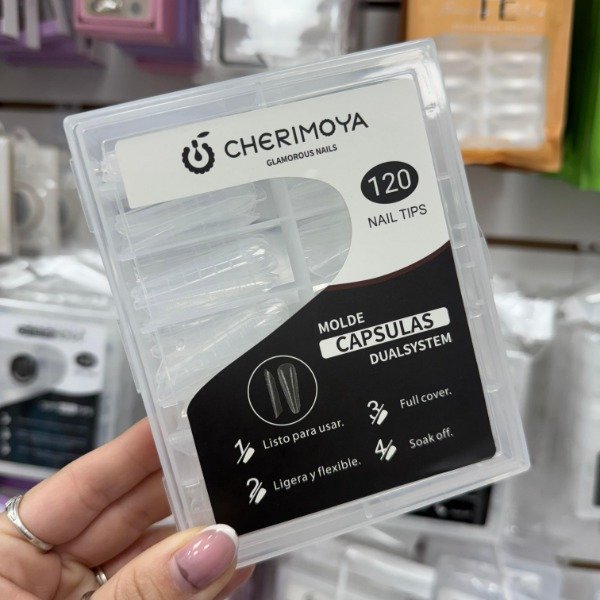 CHERIMOYA
GLAMOROUS NAILS
120
NAIL TIPS
MOLDE
CAPSULAS
DUALSYSTEM
1 Listo para usar.
2 Ligera y flexible.
3 Full cover.
4 Soak off.